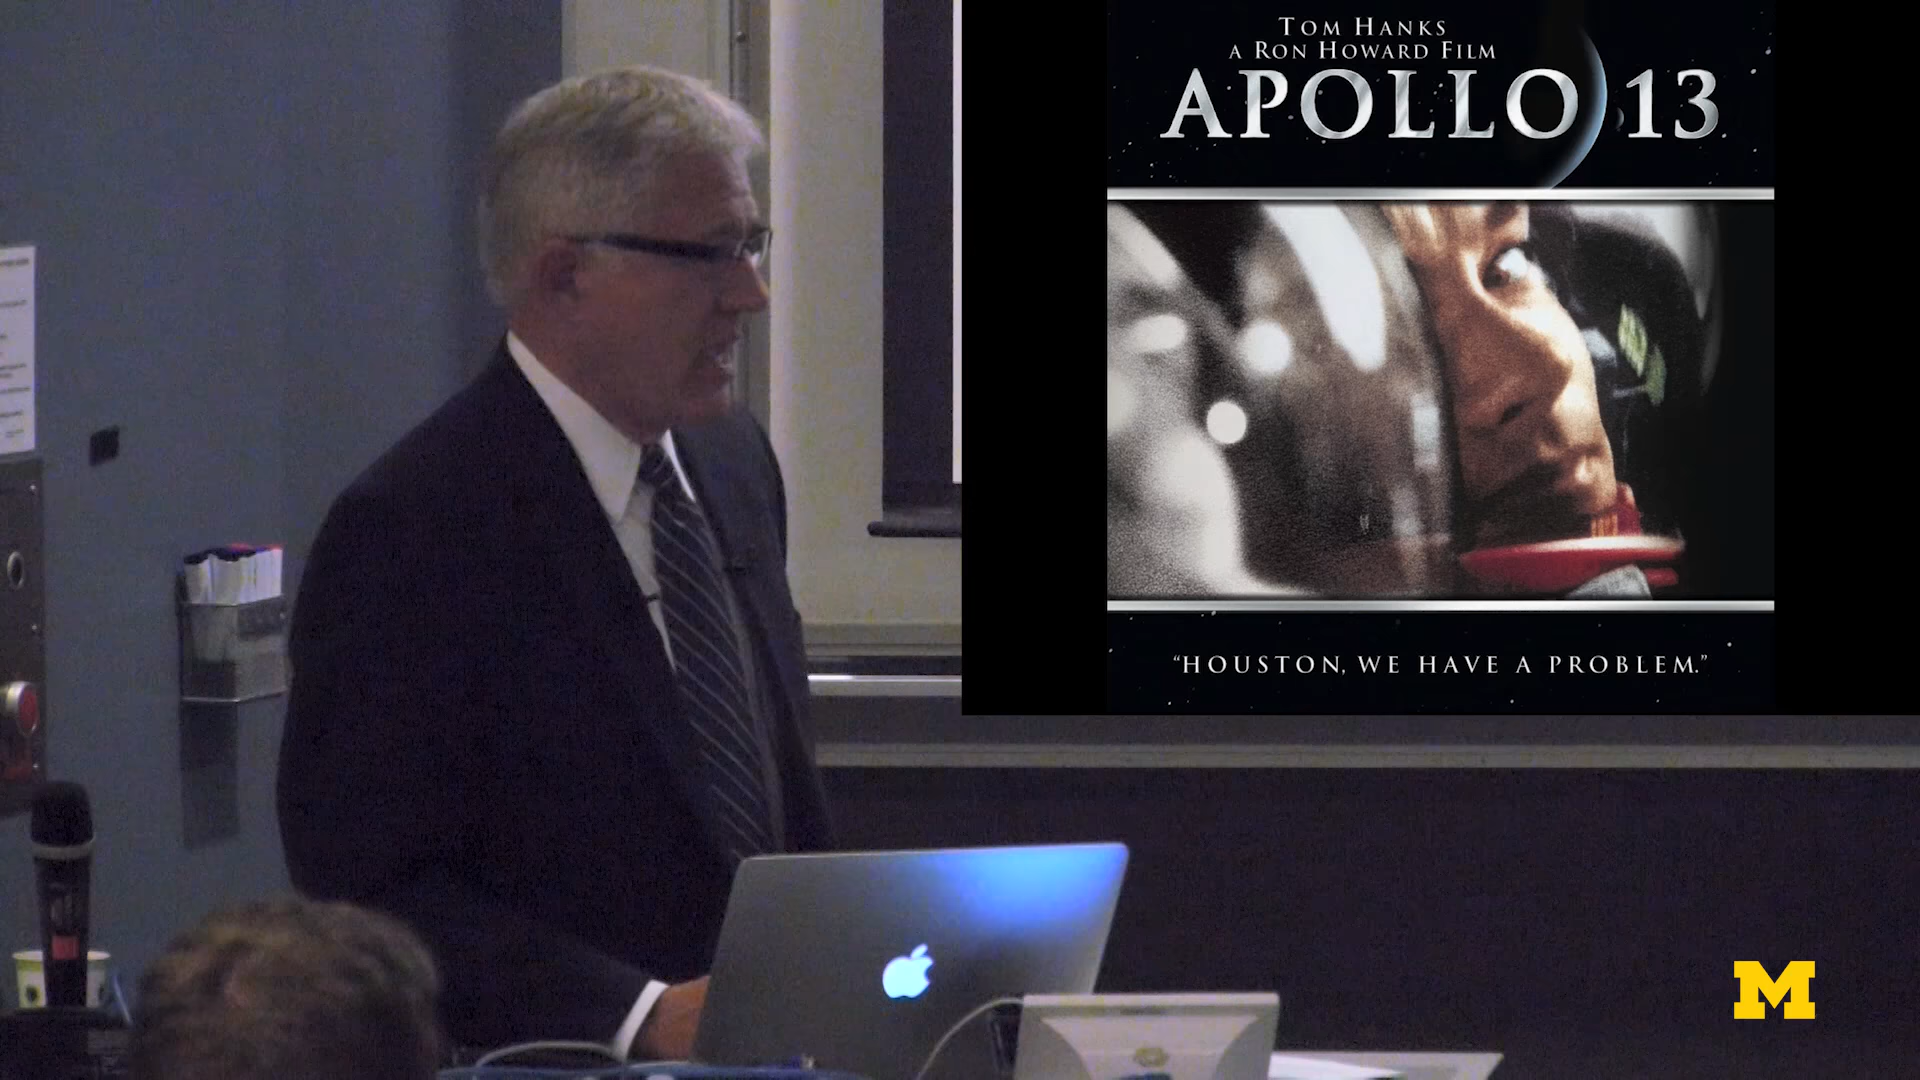 TOM HANKS
A RON HOWARD FILM
APOLLO 13
"HOUSTON, WE HAVE A PROBLEM."
M